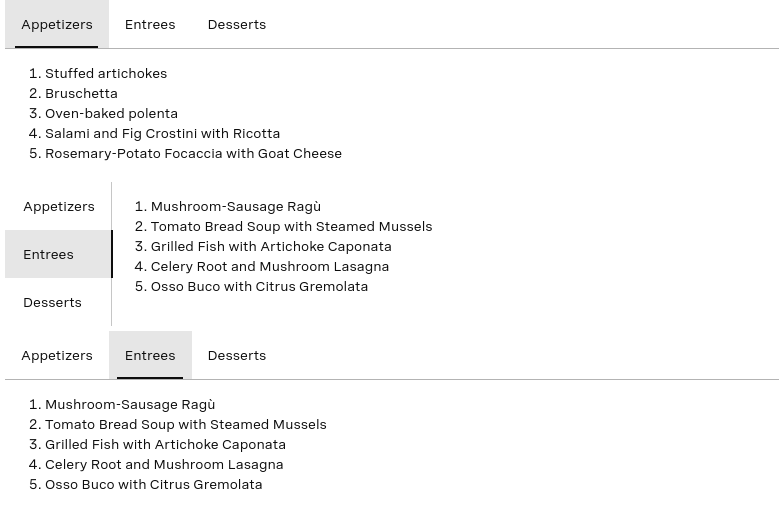 Appetizers Entrees Desserts
1. Stuffed artichokes
2. Bruschetta
3. Oven-baked polenta
4. Salami and Fig Crostini with Ricotta
5. Rosemary-Potato Focaccia with Goat Cheese
Appetizers
Entrees
Desserts
1. Mushroom-Sausage Ragù
2. Tomato Bread Soup with Steamed Mussels
3. Grilled Fish with Artichoke Caponata
4. Celery Root and Mushroom Lasagna
5. Osso Buco with Citrus Gremolata
Appetizers Entrees Desserts
1. Mushroom-Sausage Ragù
2. Tomato Bread Soup with Steamed Mussels
3. Grilled Fish with Artichoke Caponata
4. Celery Root and Mushroom Lasagna
5. Osso Buco with Citrus Gremolata